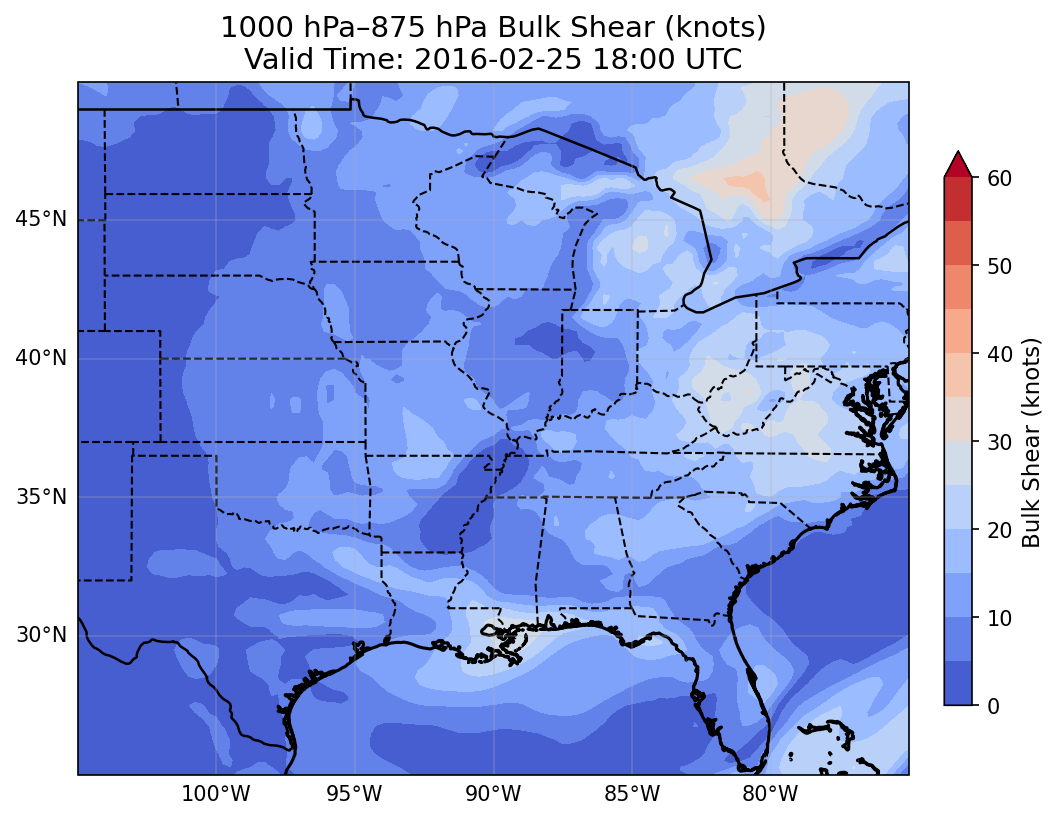 1000 hPa–875 hPa Bulk Shear (knots)
Valid Time: 2016-02-25 18:00 UTC
45°N
40°N
35°N
30°N
100°W
95°W
90°W
85°W
80°W
60
50
40
30
20
10
0
Bulk Shear (knots)